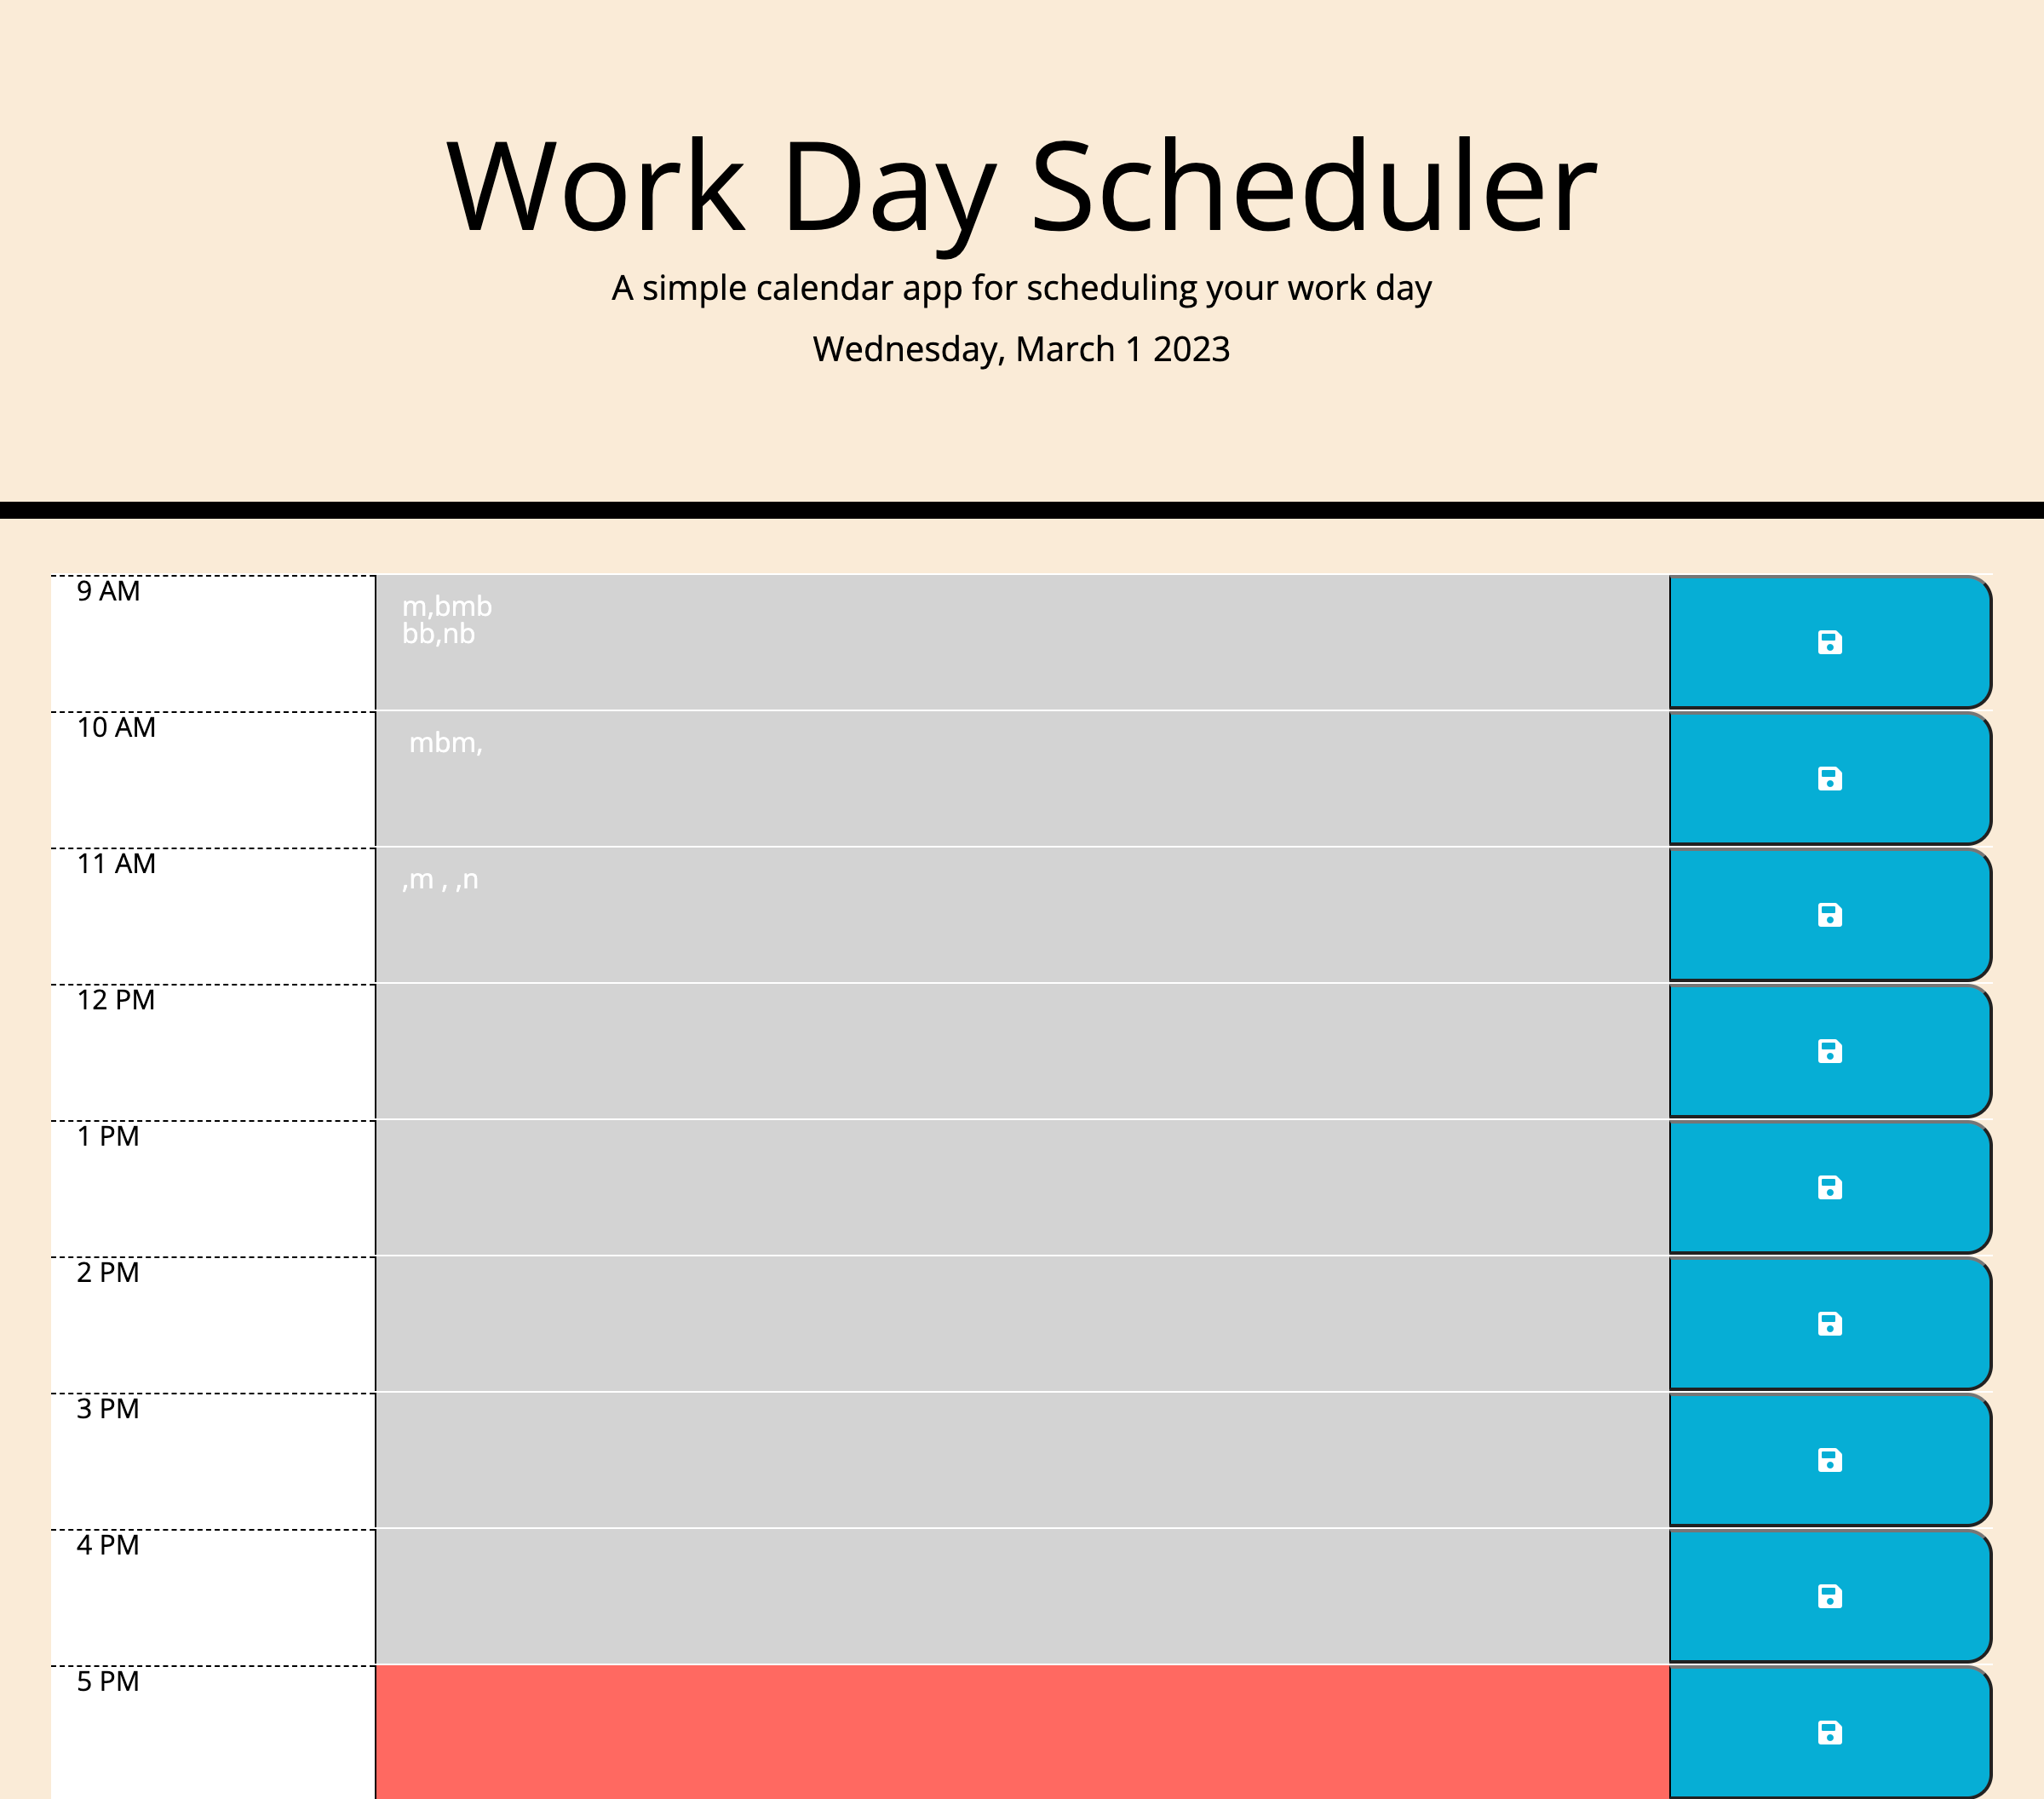 Work Day Scheduler
A simple calendar app for scheduling your work day
Wednesday, March 1 2023
9 AM
m,bmb
bb,nb
10 AM
mbm,
11 AM
,m , ,n
12 PM
1 PM
2 PM
3 PM
4 PM
5 PM